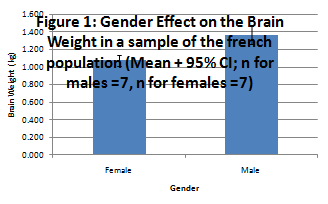 Figure 1: Gender Effect on the Brain
Weight in a sample of the french
population (Mean + 95% CI; n for
males =7, n for females =7)
Brain Weight (kg)
1.600
1.400
1.200
1.000
0.800
0.600
0.400
0.200
0.000
Female Male
Gender